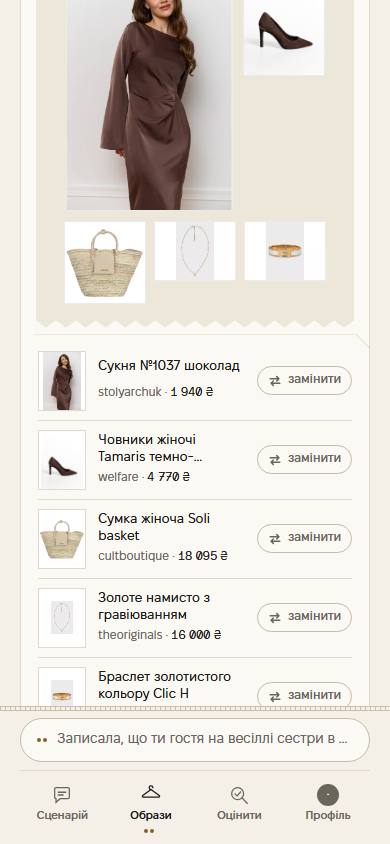 Сукня №1037 шоколад
stolyarchuk · 1 940 ₴
замінити
Човники жіночі
Tamaris темно-...
welfare · 4 770 ₴
замінити
Сумка жіноча Soli
basket
cultboutique · 18 095 ₴
замінити
Золоте намисто з
гравіюванням
theoriginals · 16 000 ₴
замінити
Браслет золотистого
кольору Clic H
замінити
Записала, що ти гостя на весіллі сестри в ...
Сценарій
Образи
Оцінити
Профіль